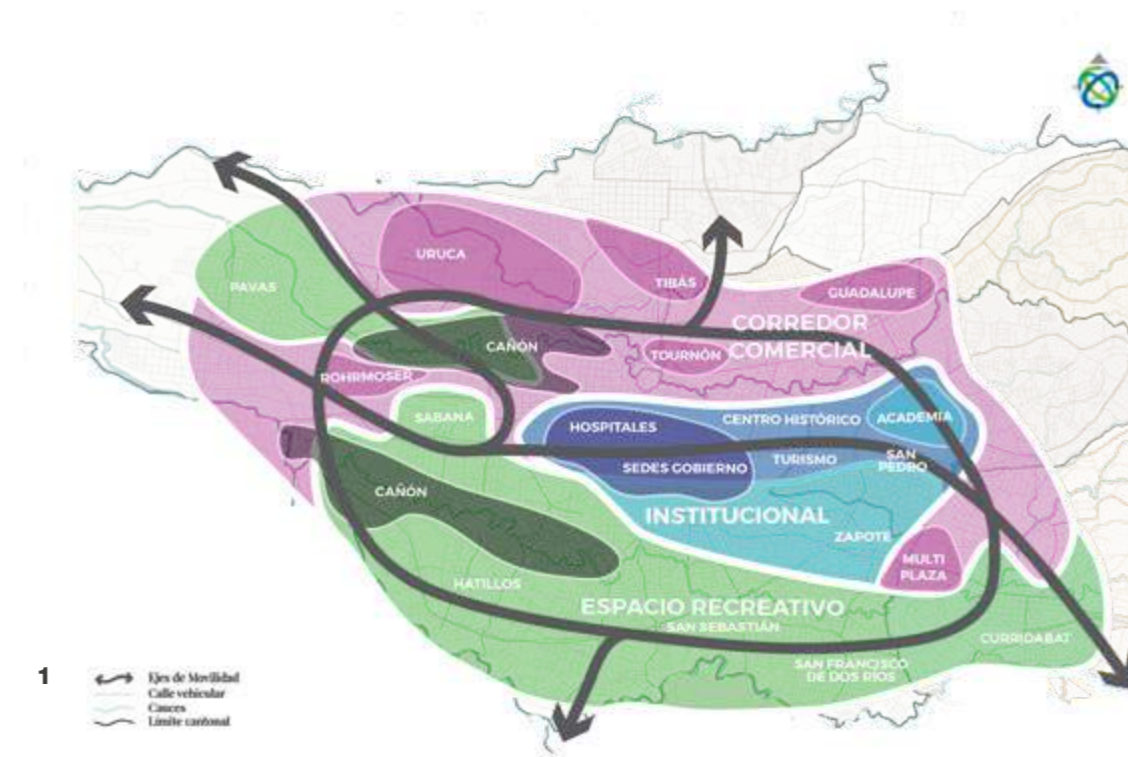 URUCA
PAVAS
TIBÁS
GUADALUPE
CORREDOR
COMERCIAL
CAÑÓN
TOURNÓN
ROHRMOSER
SABANA
HOSPITALES
CENTRO HISTÓRICO
ACADEMIA
SEDES GOBIERNO
TURISMO
SAN
PEDRO
CAÑÓN
INSTITUCIONAL
ZAPOTE
MULTI
PLAZA
HATILLOS
ESPACIO RECREATIVO
SAN SEBASTIÁN
CURRIDABAT
SAN FRANCISCO
DE DOS RÍOS
1
Ejes de Movilidad
Calle vehicular
Cauces
Límite cantonal